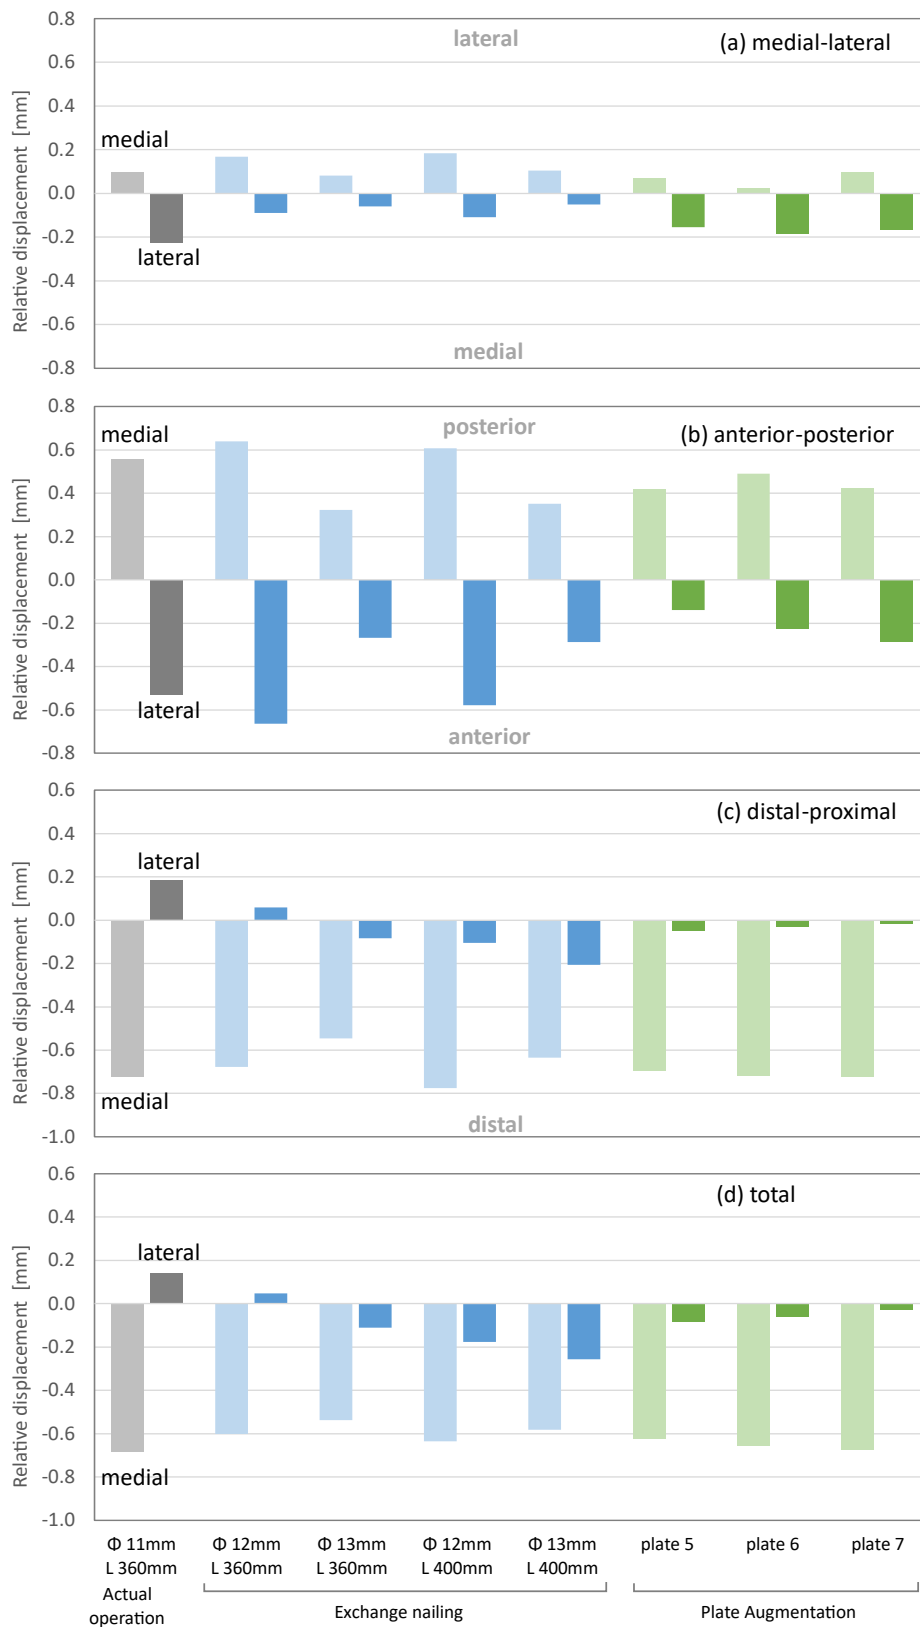 (a) medial-lateral
lateral
Relative displacement [mm]
0.8
0.6
0.4
0.2
0.0
-0.2
-0.4
-0.6
-0.8
medial
lateral
medial
(b) anterior-posterior
posterior
Relative displacement [mm]
0.8
0.6
0.4
0.2
0.0
-0.2
-0.4
-0.6
-0.8
medial
lateral
anterior
(c) distal-proximal
Relative displacement [mm]
0.6
0.4
0.2
0.0
-0.2
-0.4
-0.6
-0.8
-1.0
lateral
medial
distal
(d) total
Relative displacement [mm]
0.6
0.4
0.2
0.0
-0.2
-0.4
-0.6
-0.8
-1.0
lateral
medial
Φ 11mm Φ 12mm Φ 13mm Φ 12mm Φ 13mm plate 5 plate 6 plate 7
L 360mm L 360mm L 360mm L 400mm L 400mm
Actual
operation
Exchange nailing
Plate Augmentation